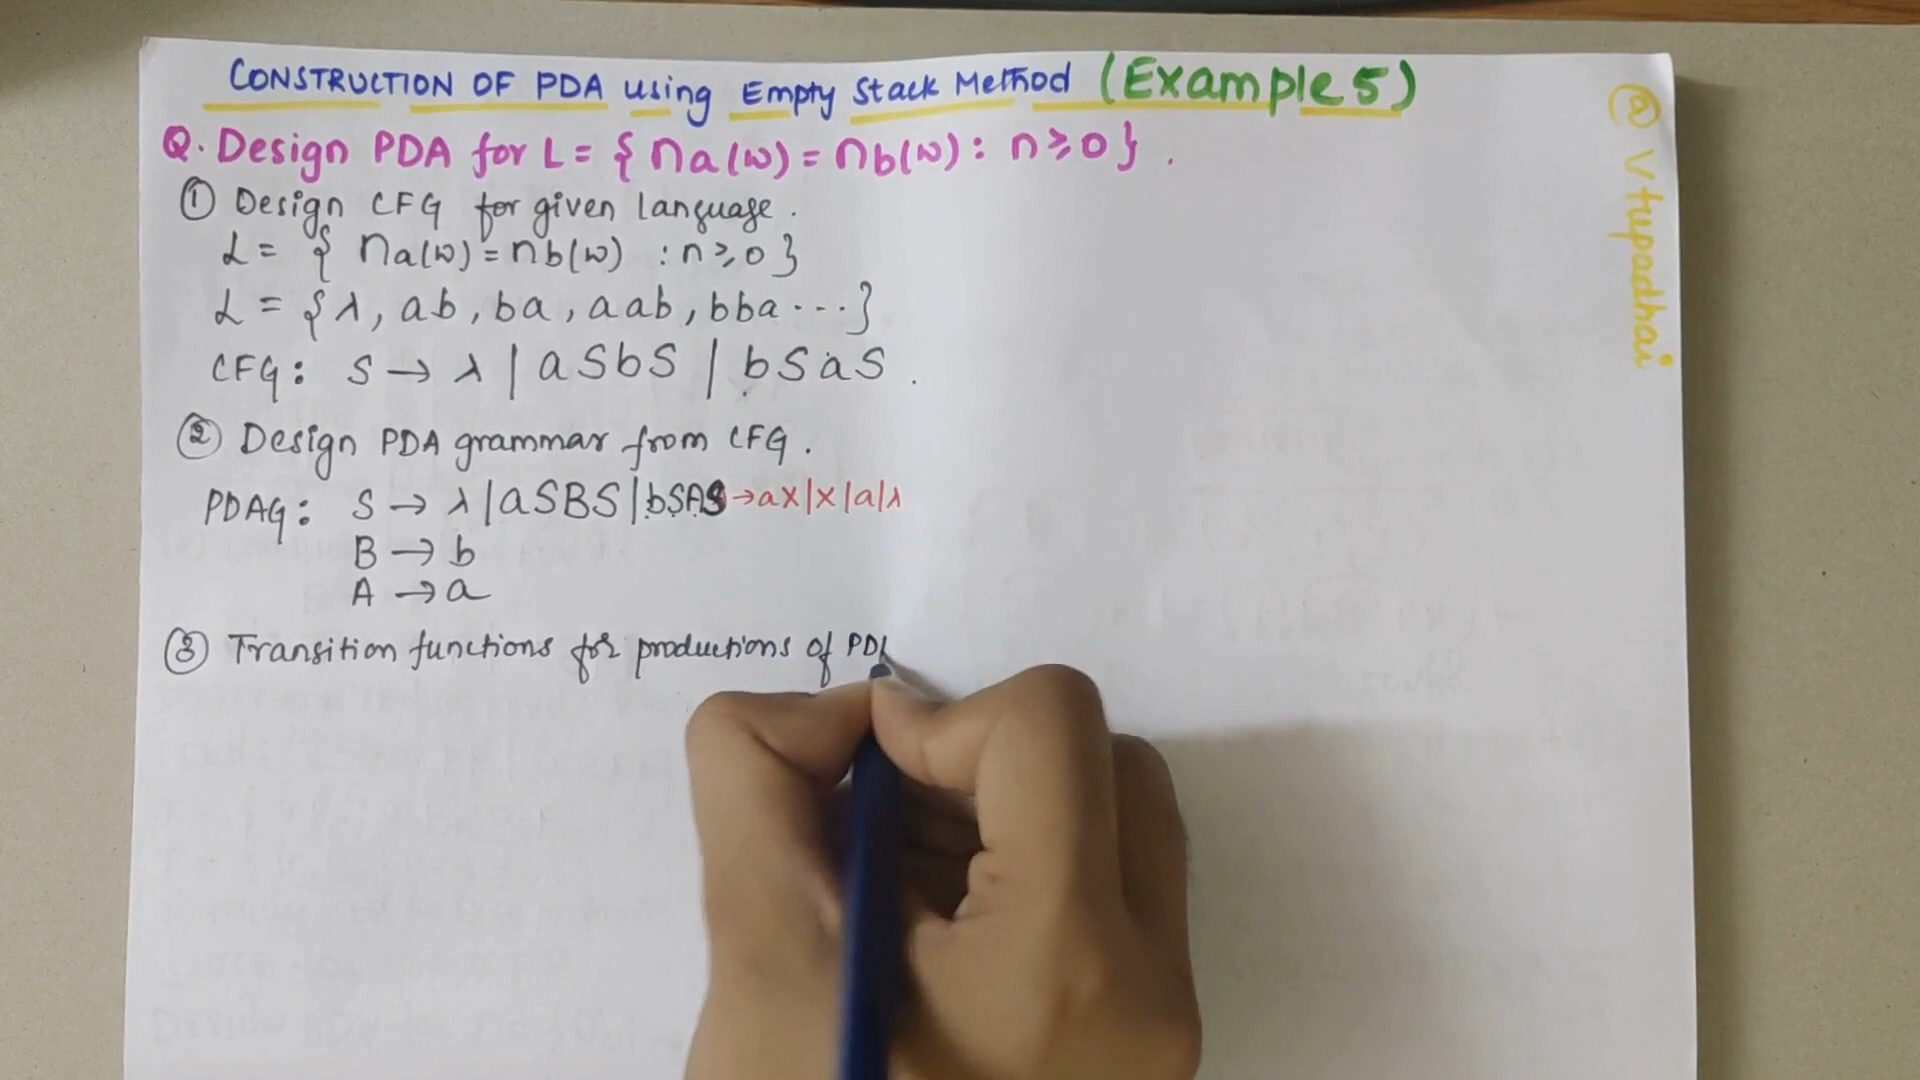 CONSTRUCTION OF PDA using Empty Stack Method (Example 5)
Q. Design PDA for L = { na(w) = nb(w) : n ≥ 0 } .
① Design CFG for given language .
L = { na(w) = nb(w) : n ≥ 0 }
L = { λ, ab, ba, aab, bba ... }
CFG : S → λ | aSbS | bSaS .
② Design PDA grammar from CFG .
PDAG : S → λ | aSBS | bSAS → ax | x | a | λ
B → b
A → a
③ Transition functions for productions of PDA
@ Vtupadhai